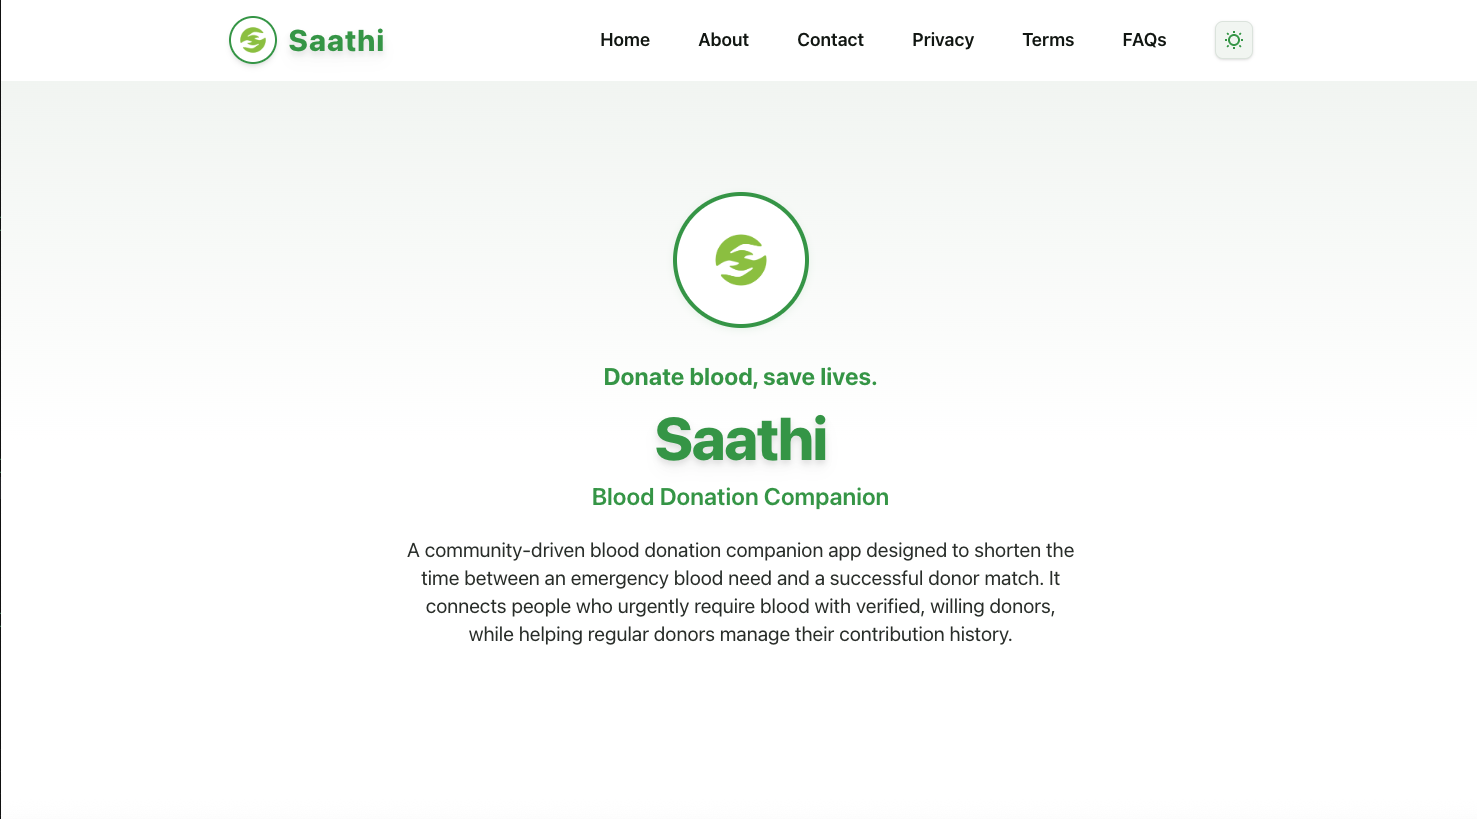 Saathi
Home About Contact Privacy Terms FAQs
Donate blood, save lives.
Saathi
Blood Donation Companion
A community-driven blood donation companion app designed to shorten the
time between an emergency blood need and a successful donor match. It
connects people who urgently require blood with verified, willing donors,
while helping regular donors manage their contribution history.